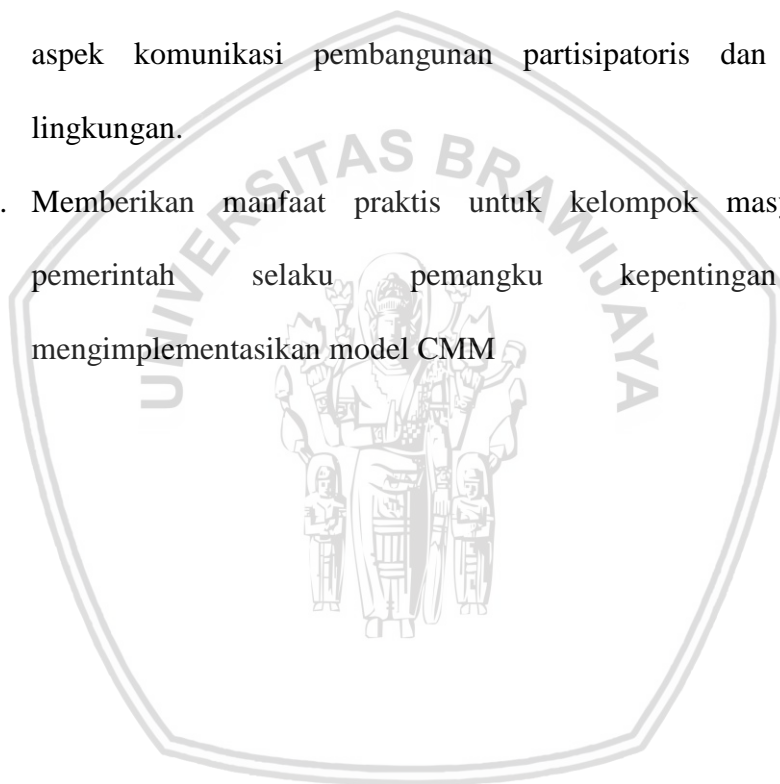 aspek komunikasi pembangunan partisipatoris dan
lingkungan.
. Memberikan manfaat praktis untuk kelompok
pemerintah selaku pemangku kepentingan
mengimplementasikan model CMM
UNIVERSITAS BRAWIJAYA